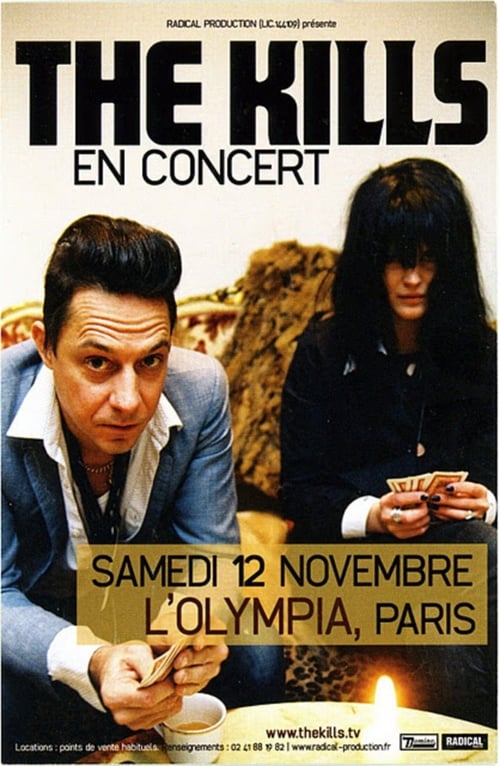 RADICAL PRODUCTION (LIC.144109) présente
THE KILLS
EN CONCERT
SAMEDI 12 NOVEMBRE
L'OLYMPIA, PARIS
www.thekills.tv
Locations : points de vente habituels. Renseignements : 02 41 88 19 82 | www.radical-production.fr
Domino
RADICAL